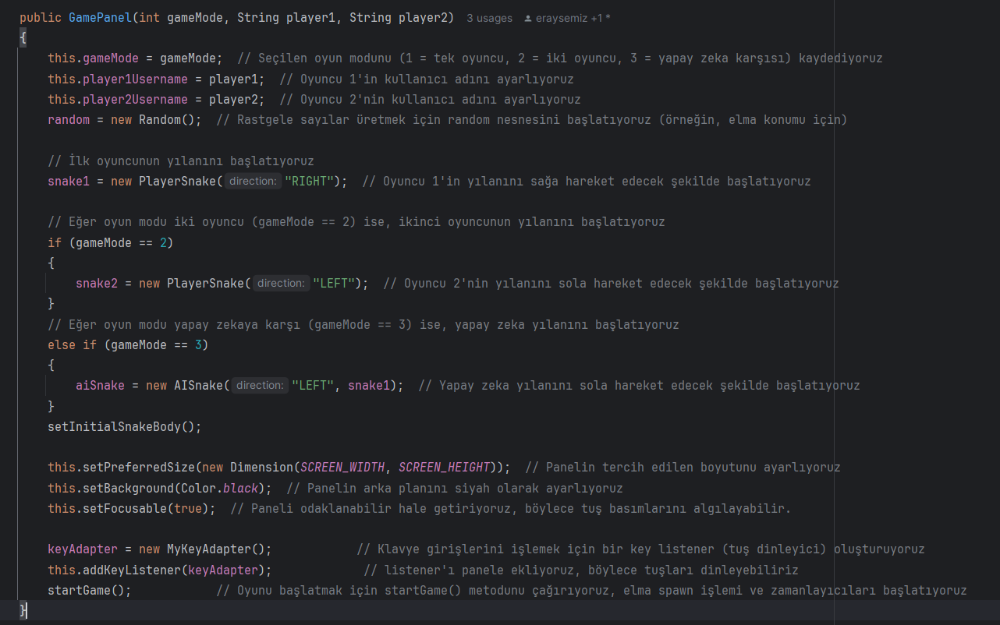 public GamePanel(int gameMode, String player1, String player2) 3 usages eraysemiz +1 *
{
this.gameMode = gameMode; // Seçilen oyun modunu (1 = tek oyuncu, 2 = iki oyuncu, 3 = yapay zeka karşısı) kaydediyoruz
this.player1Username = player1; // Oyuncu 1'in kullanıcı adını ayarlıyoruz
this.player2Username = player2; // Oyuncu 2'nin kullanıcı adını ayarlıyoruz
random = new Random(); // Rastgele sayılar üretmek için random nesnesini başlatıyoruz (örneğin, elma konumu için)
// İlk oyuncunun yılanını başlatıyoruz
snake1 = new PlayerSnake( direction: "RIGHT"); // Oyuncu 1'in yılanını sağa hareket edecek şekilde başlatıyoruz
// Eğer oyun modu iki oyuncu (gameMode == 2) ise, ikinci oyuncunun yılanını başlatıyoruz
if (gameMode == 2)
{
snake2 = new PlayerSnake( direction: "LEFT"); // Oyuncu 2'nin yılanını sola hareket edecek şekilde başlatıyoruz
}
// Eğer oyun modu yapay zekaya karşı (gameMode == 3) ise, yapay zeka yılanını başlatıyoruz
else if (gameMode == 3)
{
aiSnake = new AISnake( direction: "LEFT", snake1); // Yapay zeka yılanını sola hareket edecek şekilde başlatıyoruz
}
setInitialSnakeBody();
this.setPreferredSize(new Dimension(SCREEN_WIDTH, SCREEN_HEIGHT)); // Panelin tercih edilen boyutunu ayarlıyoruz
this.setBackground(Color.black); // Panelin arka planını siyah olarak ayarlıyoruz
this.setFocusable(true); // Paneli odaklanabilir hale getiriyoruz, böylece tuş basımlarını algılayabilir.
keyAdapter = new MyKeyAdapter(); // Klavye girişlerini işlemek için bir key listener (tuş dinleyici) oluşturuyoruz
this.addKeyListener(keyAdapter); // listener'ı panele ekliyoruz, böylece tuşları dinleyebiliriz
startGame(); // Oyunu başlatmak için startGame() metodunu çağırıyoruz, elma spawn işlemi ve zamanlayıcıları başlatıyoruz
}